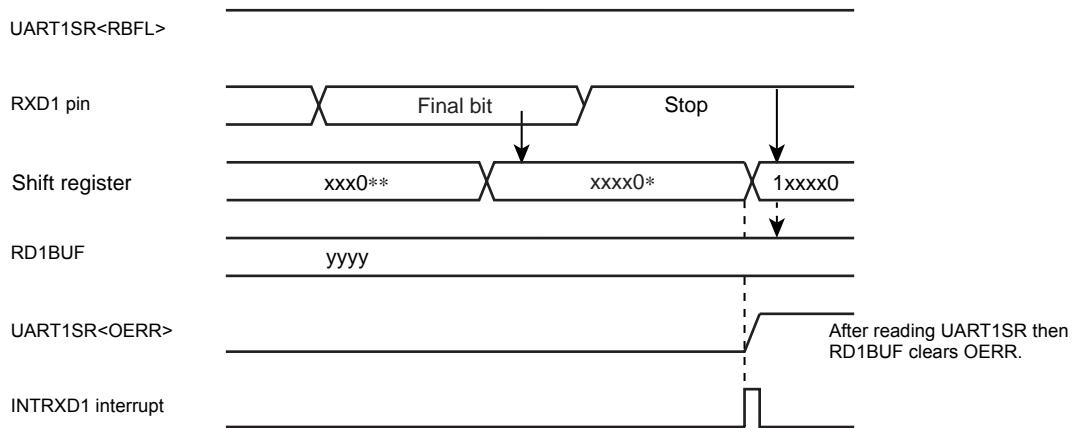 UART1SR<RBFL>
RXD1 pin
Final bit
Stop
Shift register
xxx0**
xxxx0*
1xxxx0
RD1BUF
yyyy
UART1SR<OERR>
After reading UART1SR then
RD1BUF clears OERR.
INTRXD1 interrupt